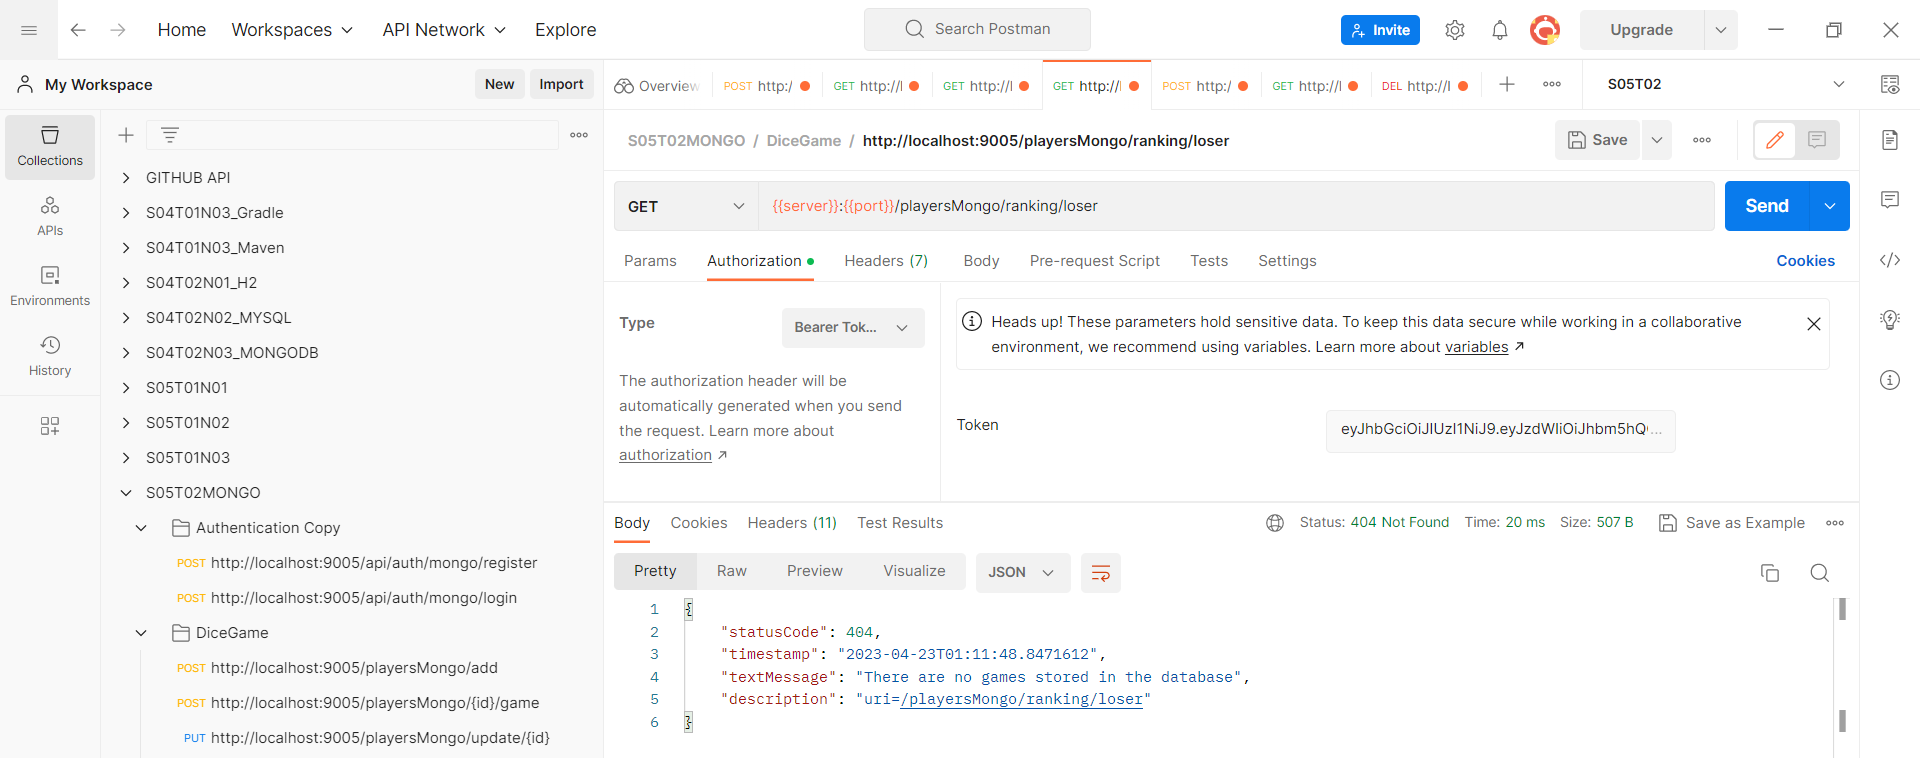 Home Workspaces API Network Explore Search Postman Invite Upgrade
My Workspace New Import
Overview POST http:/ GET http://l GET http://l GET http://l POST http:/ GET http://l DEL http://l S05T02
Collections
APIs
Environments
History
GITHUB API
S04T01N03_Gradle
S04T01N03_Maven
S04T02N01_H2
S04T02N02_MYSQL
S04T02N03_MONGODB
S05T01N01
S05T01N02
S05T01N03
S05T02MONGO
Authentication Copy
POST http://localhost:9005/api/auth/mongo/register
POST http://localhost:9005/api/auth/mongo/login
DiceGame
POST http://localhost:9005/playersMongo/add
POST http://localhost:9005/playersMongo/{id}/game
PUT http://localhost:9005/playersMongo/update/{id}
S05T02MONGO / DiceGame / http://localhost:9005/playersMongo/ranking/loser Save
GET {{server}}:{{port}}/playersMongo/ranking/loser Send
Params Authorization Headers (7) Body Pre-request Script Tests Settings Cookies
Type Bearer Tok...
The authorization header will be
automatically generated when you send
the request. Learn more about
authorization ↗
Heads up! These parameters hold sensitive data. To keep this data secure while working in a collaborative
environment, we recommend using variables. Learn more about variables ↗
Token eyJhbGciOiJIUzI1NiJ9.eyJzdWIiOiJhbm5hQ...
Body Cookies Headers (11) Test Results Status: 404 Not Found Time: 20 ms Size: 507 B Save as Example
Pretty Raw Preview Visualize JSON
1 {
2 "statusCode": 404,
3 "timestamp": "2023-04-23T01:11:48.8471612",
4 "textMessage": "There are no games stored in the database",
5 "description": "uri=/playersMongo/ranking/loser"
6 }